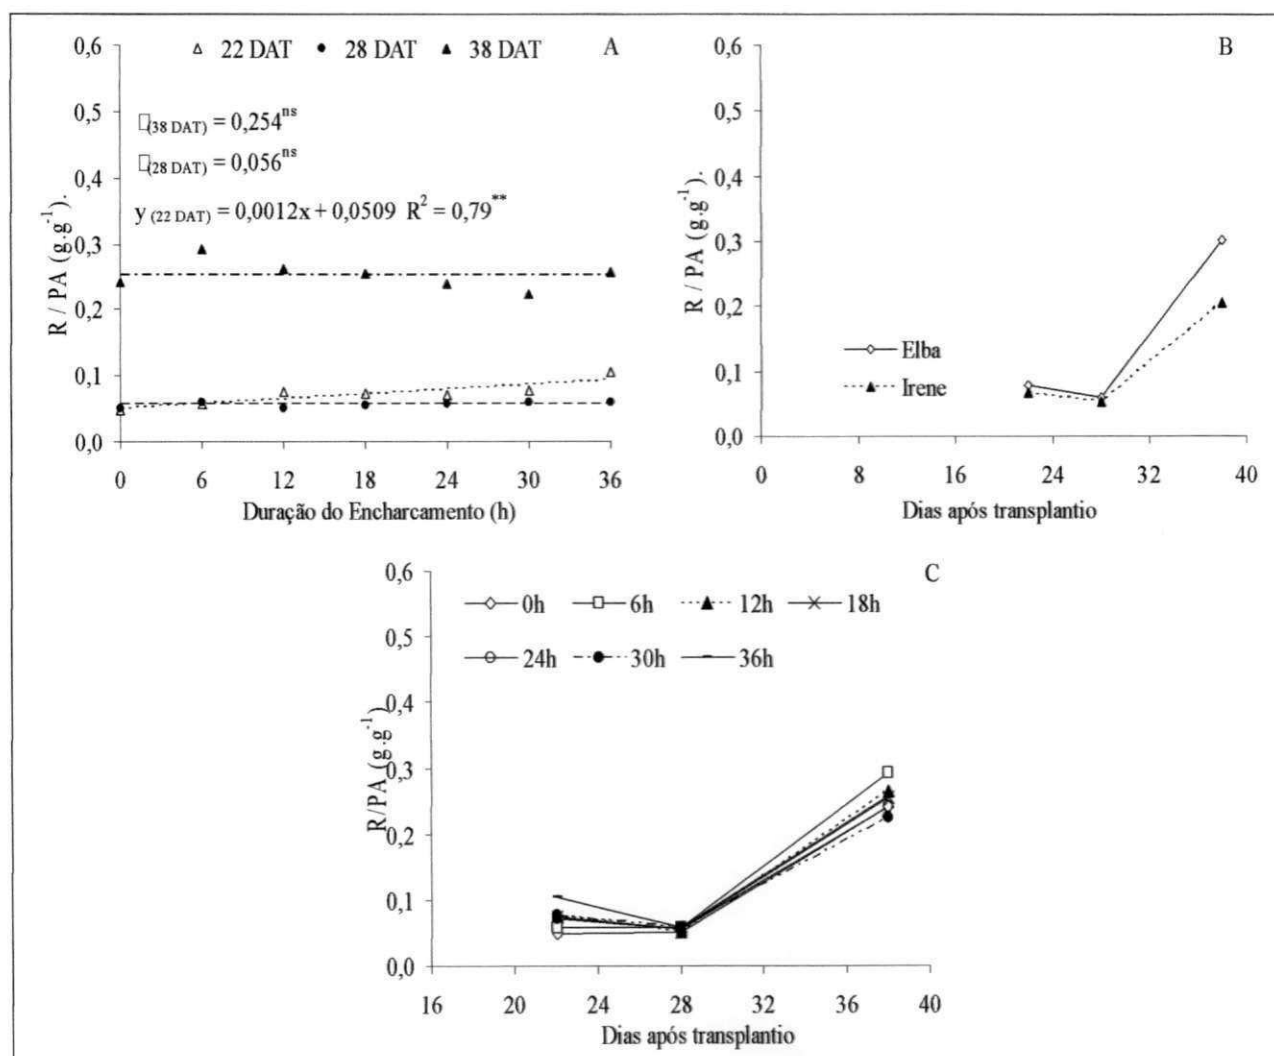 △ 22 DAT ● 28 DAT ▲ 38 DAT
A
0,6
0,5
0,4
0,3
0,2
0,1
0,0
R / PA (g.g⁻¹).
□(38 DAT) = 0,254ⁿˢ
□(28 DAT) = 0,056ⁿˢ
y (22 DAT) = 0,0012x + 0,0509 R² = 0,79**
0 6 12 18 24 30 36
Duração do Encharcamento (h)
B
0,6
0,5
0,4
0,3
0,2
0,1
0,0
R / PA (g.g⁻¹).
Elba
Irene
0 8 16 24 32 40
Dias após transplantio
C
0,6
0,5
0,4
0,3
0,2
0,1
0,0
R/PA (g.g⁻¹)
0h 6h 12h 18h
24h 30h 36h
16 20 24 28 32 36 40
Dias após transplantio